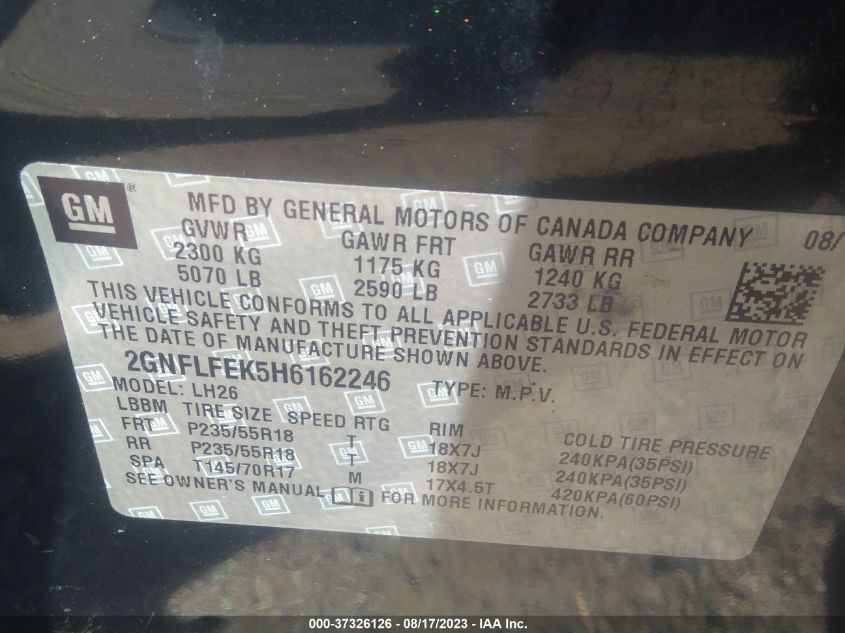 GM ® MFD BY GENERAL MOTORS OF CANADA COMPANY 08/
GVWR GAWR FRT GAWR RR
2300 KG 1175 KG 1240 KG
5070 LB 2590 LB 2733 LB
THIS VEHICLE CONFORMS TO ALL APPLICABLE U.S. FEDERAL MOTOR
VEHICLE SAFETY AND THEFT PREVENTION STANDARDS IN EFFECT ON
THE DATE OF MANUFACTURE SHOWN ABOVE.
2GNFLFEK5H6162246 TYPE: M.P.V.
MODEL: LH26
LBBM TIRE SIZE SPEED RTG RIM COLD TIRE PRESSURE
FRT P235/55R18 T 18X7J 240KPA(35PSI)
RR P235/55R18 T 18X7J 240KPA(35PSI)
SPA T145/70R17 M 17X4.5T 420KPA(60PSI)
SEE OWNER'S MANUAL FOR MORE INFORMATION.
000-37326126 - 08/17/2023 - IAA Inc.